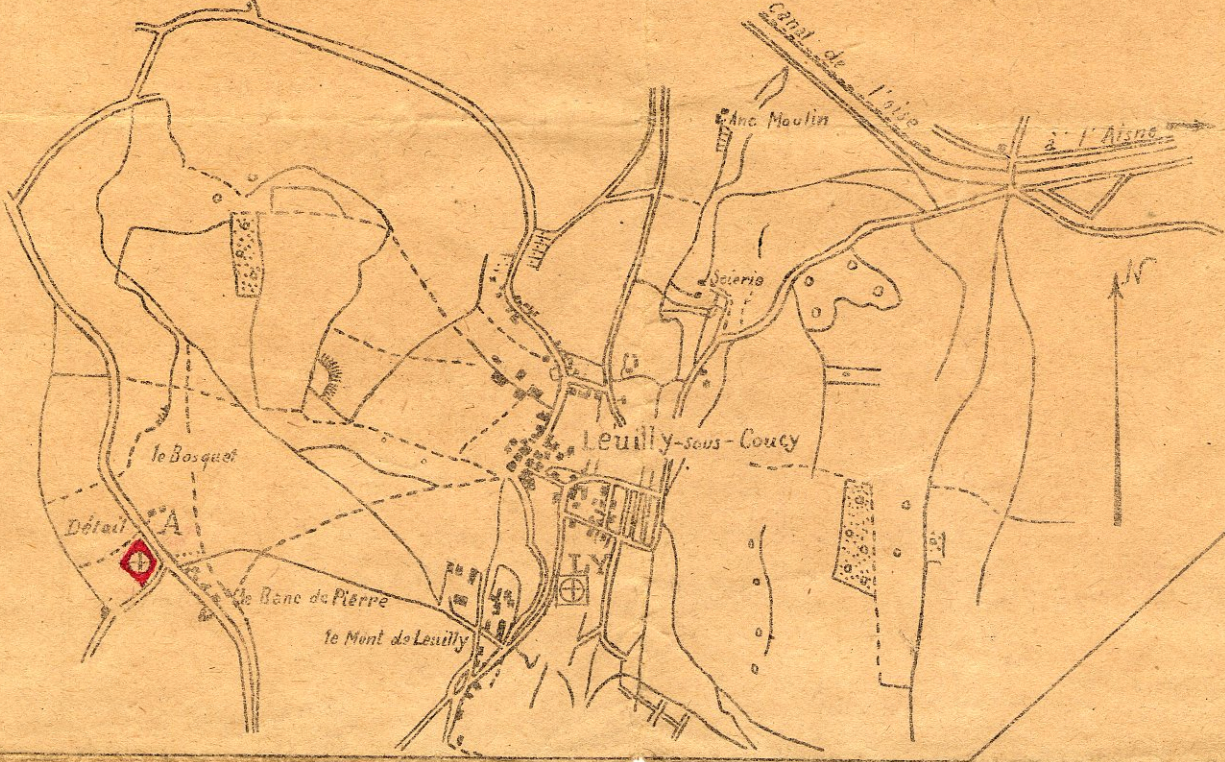 Canal de l'oise à l'Aisne
Anc Moulin
N
Scierie
Leuilly-sous-Coucy
le Bosquet
Détail A
LY
le Banc de Pierre
le Mont de Leuilly